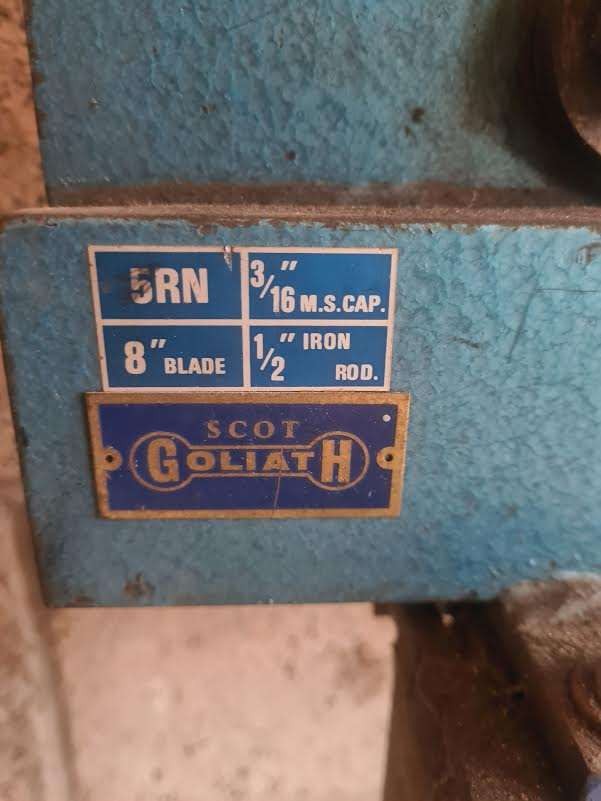 5RN
3/16" M.S.CAP.
8" BLADE
1/2" IRON
ROD.
SCOT
GOLIATH